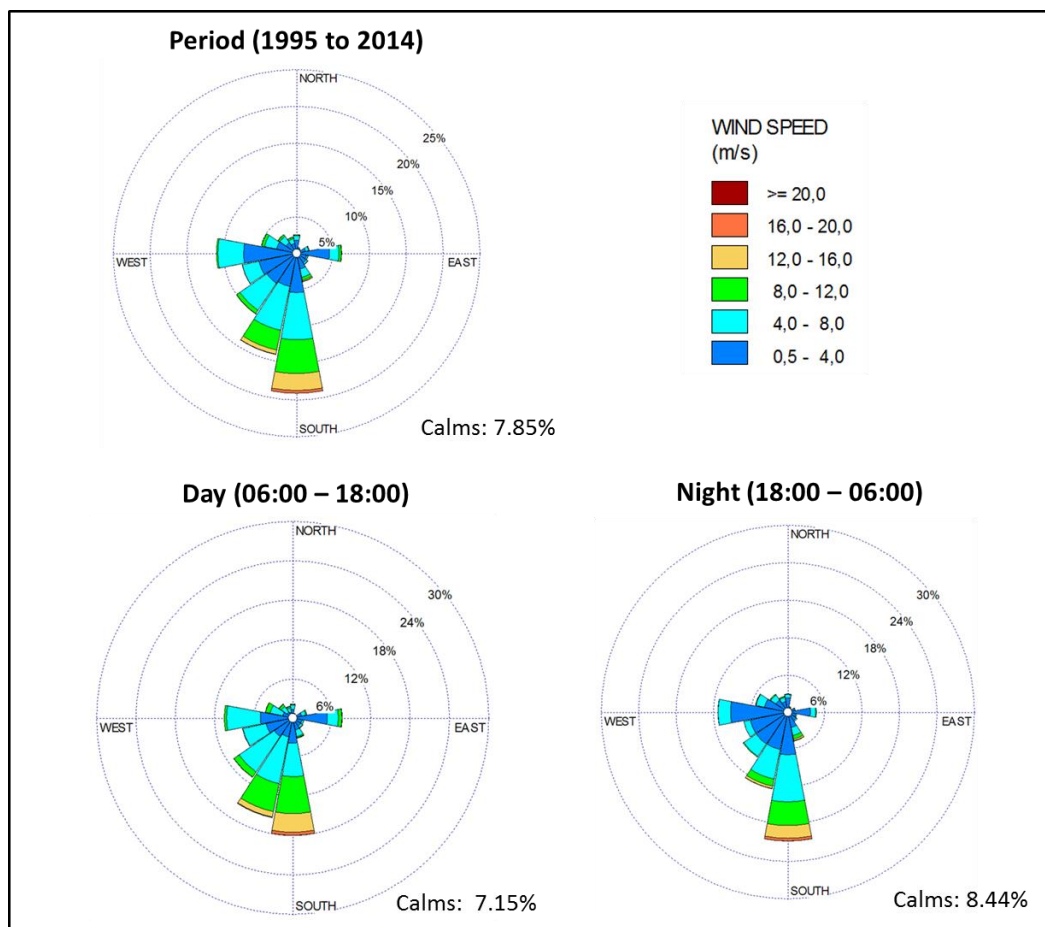 Period (1995 to 2014)
NORTH
25%
20%
15%
10%
5%
WEST
EAST
SOUTH
Calms: 7.85%
WIND SPEED
(m/s)
>= 20,0
16,0 - 20,0
12,0 - 16,0
8,0 - 12,0
4,0 - 8,0
0,5 - 4,0
Day (06:00 – 18:00)
NORTH
30%
24%
18%
12%
6%
WEST
EAST
SOUTH
Calms: 7.15%
Night (18:00 – 06:00)
NORTH
30%
24%
18%
12%
6%
WEST
EAST
SOUTH
Calms: 8.44%